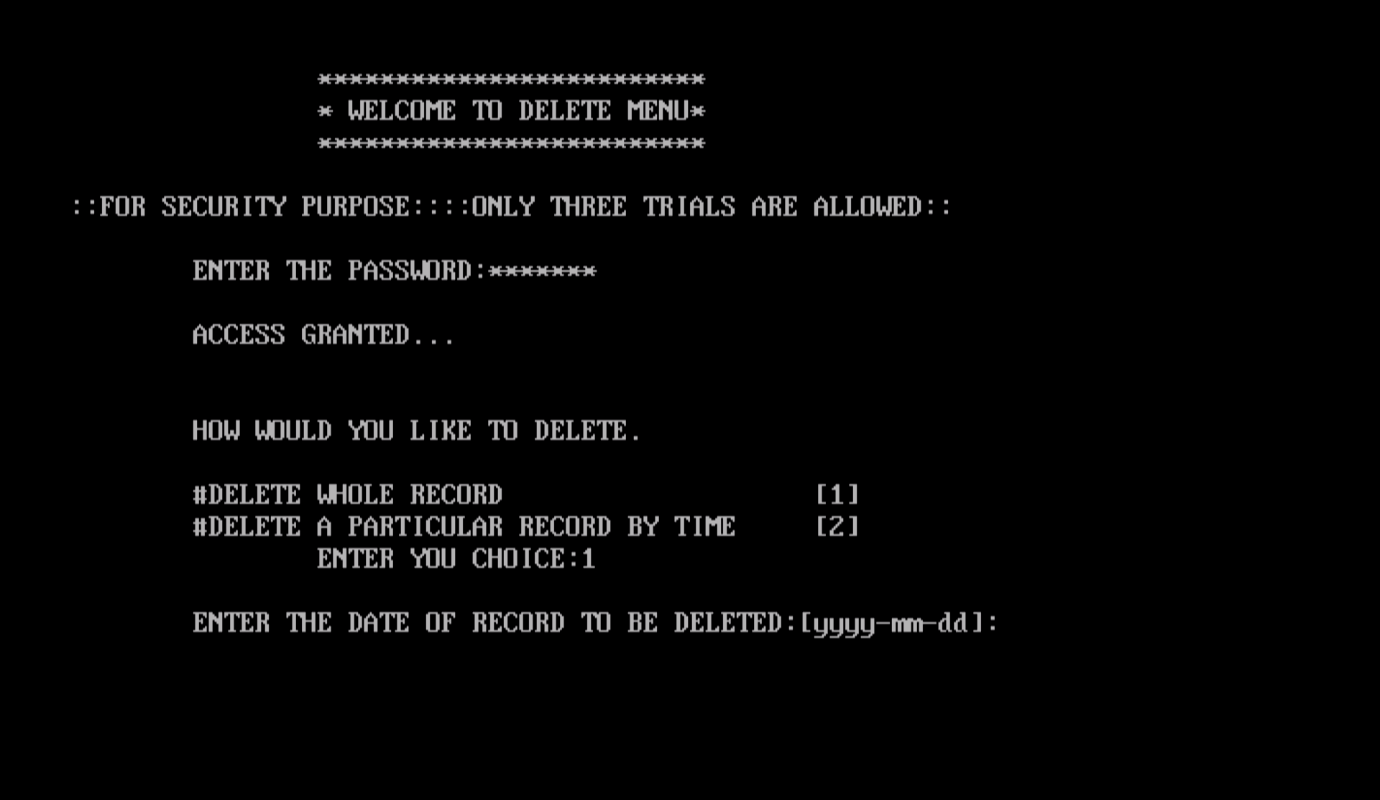 *************************
* WELCOME TO DELETE MENU*
*************************
::FOR SECURITY PURPOSE::::ONLY THREE TRIALS ARE ALLOWED::
ENTER THE PASSWORD:*******
ACCESS GRANTED...
HOW WOULD YOU LIKE TO DELETE.
#DELETE WHOLE RECORD [1]
#DELETE A PARTICULAR RECORD BY TIME [2]
ENTER YOU CHOICE:1
ENTER THE DATE OF RECORD TO BE DELETED:[yyyy-mm-dd]: